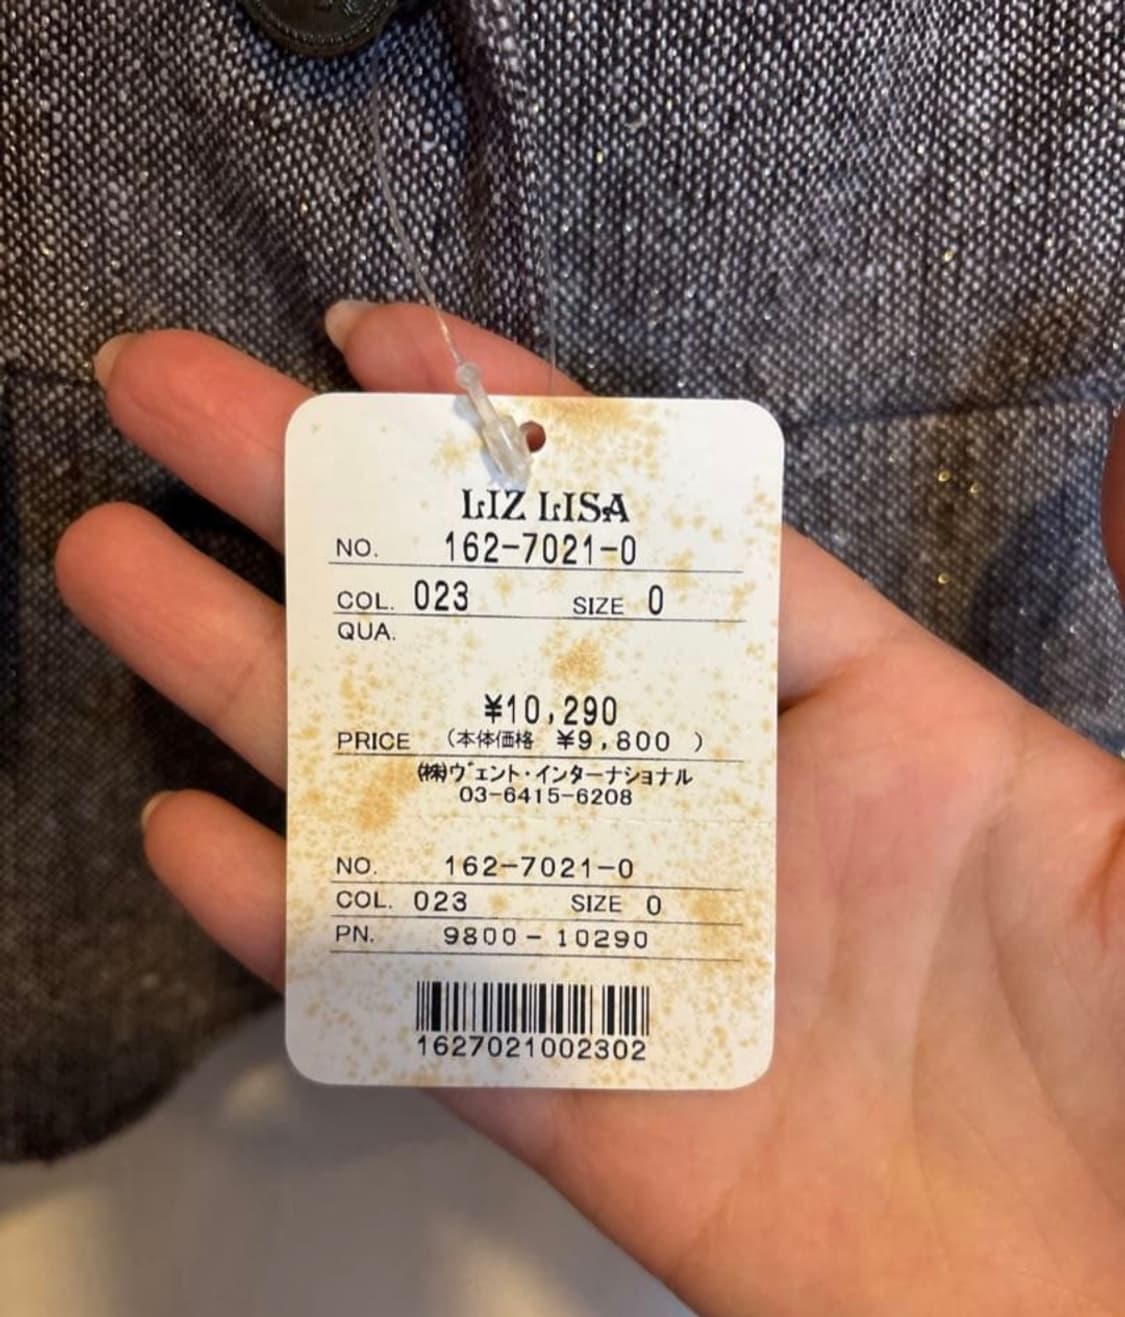 LIZ LISA
NO. 162-7021-0
COL. 023 SIZE 0
QUA.
¥10,290
PRICE (本体価格 ¥9,800 )
(株)ヴェント・インターナショナル
03-6415-6208
NO. 162-7021-0
COL. 023 SIZE 0
PN. 9800-10290
1627021002302